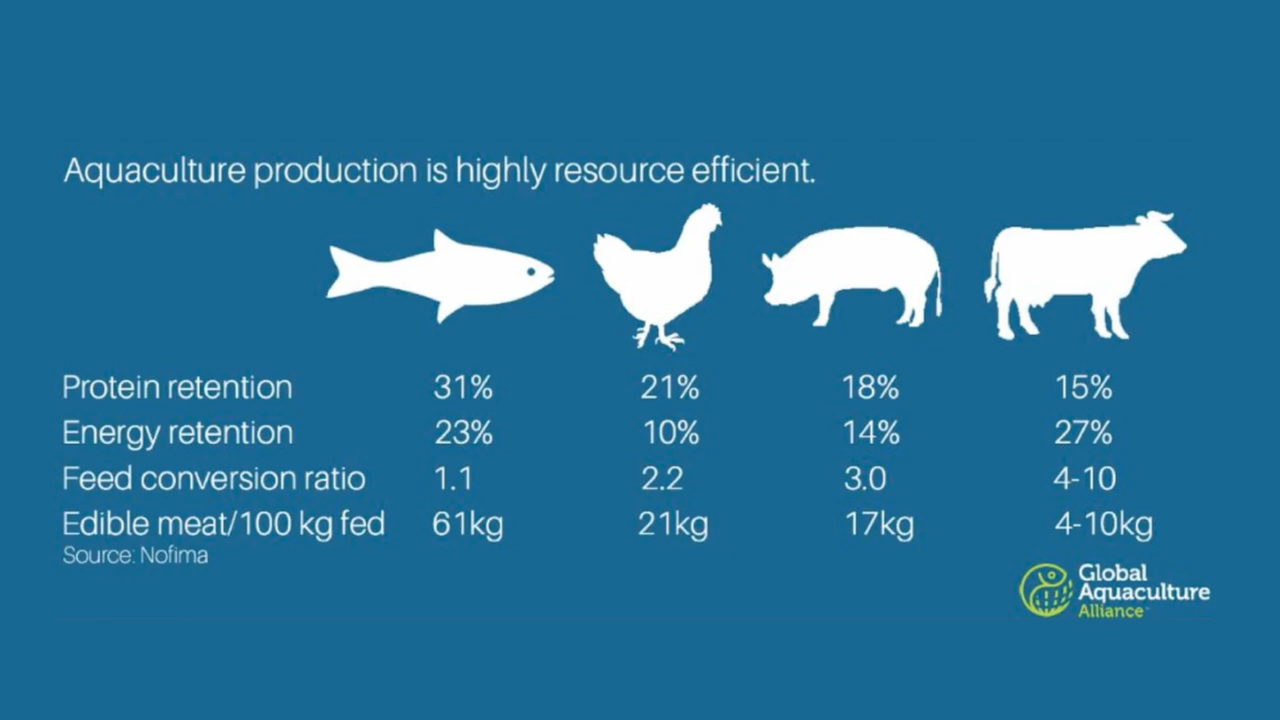 Aquaculture production is highly resource efficient.
Protein retention 31% 21% 18% 15%
Energy retention 23% 10% 14% 27%
Feed conversion ratio 1.1 2.2 3.0 4-10
Edible meat/100 kg fed 61kg 21kg 17kg 4-10kg
Source: Nofima
Global
Aquaculture
Alliance